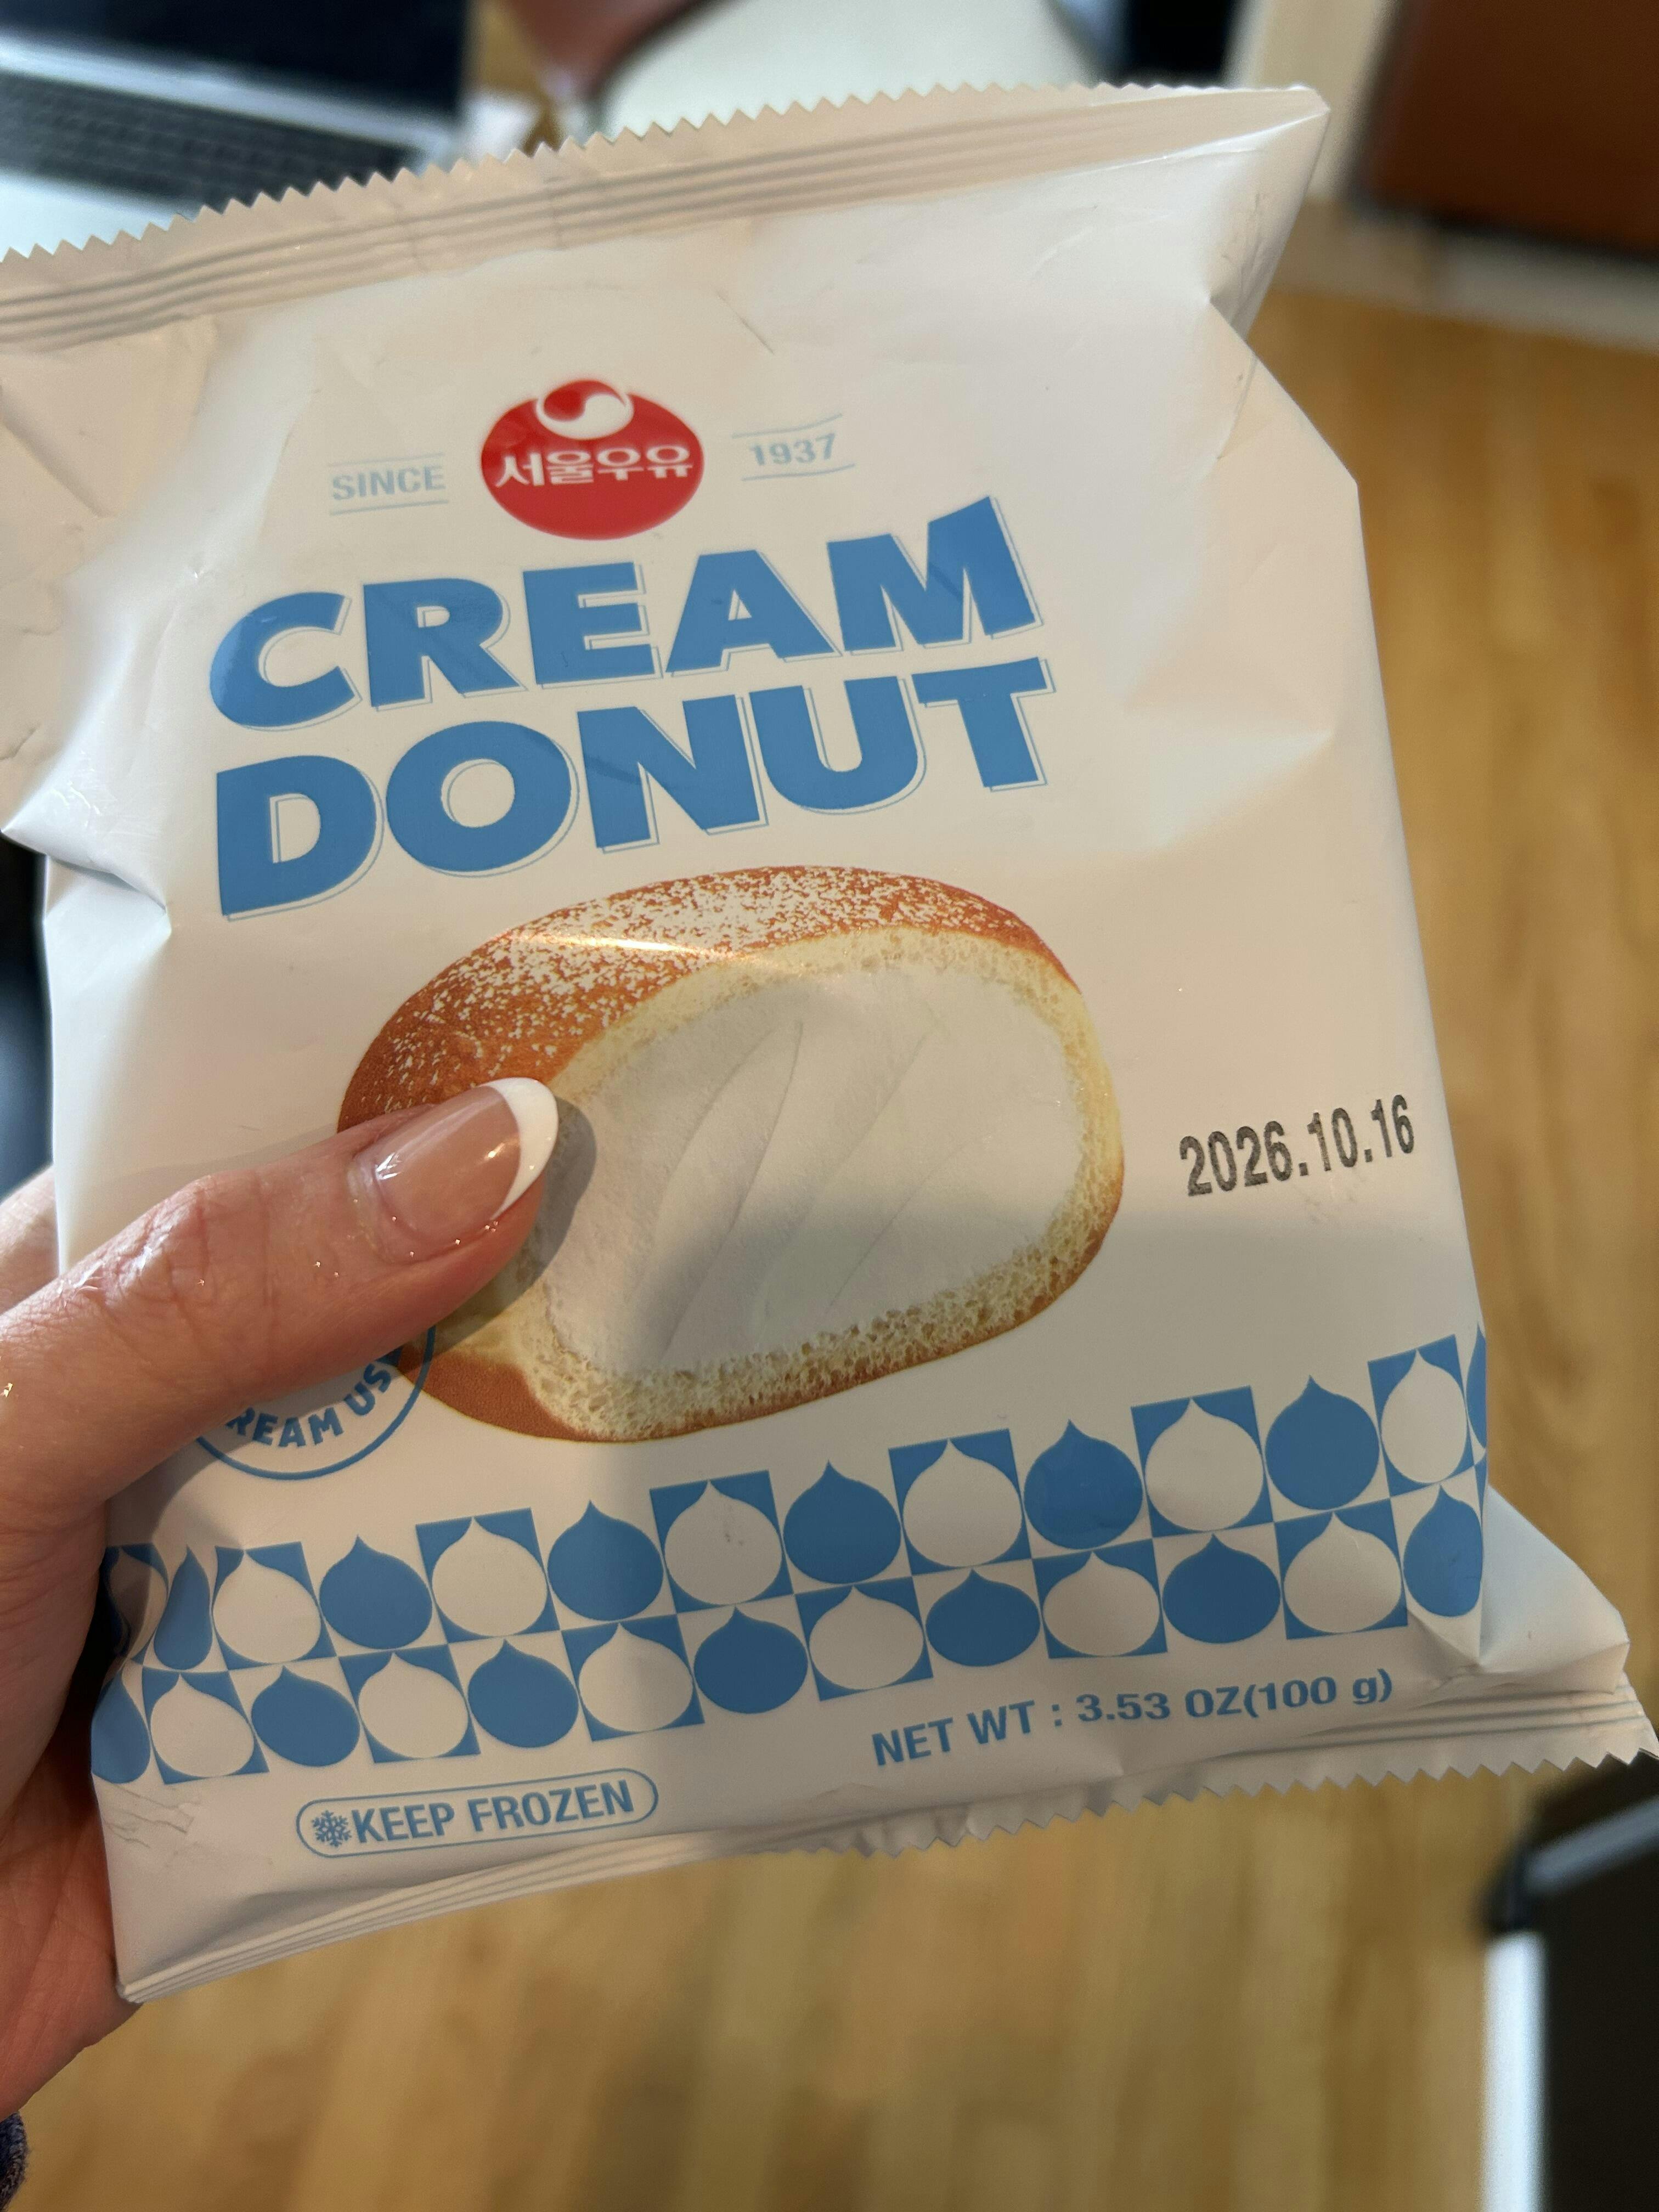 SINCE 서울우유 1937
CREAM
DONUT
2026.10.16
NET WT : 3.53 OZ(100 g)
KEEP FROZEN